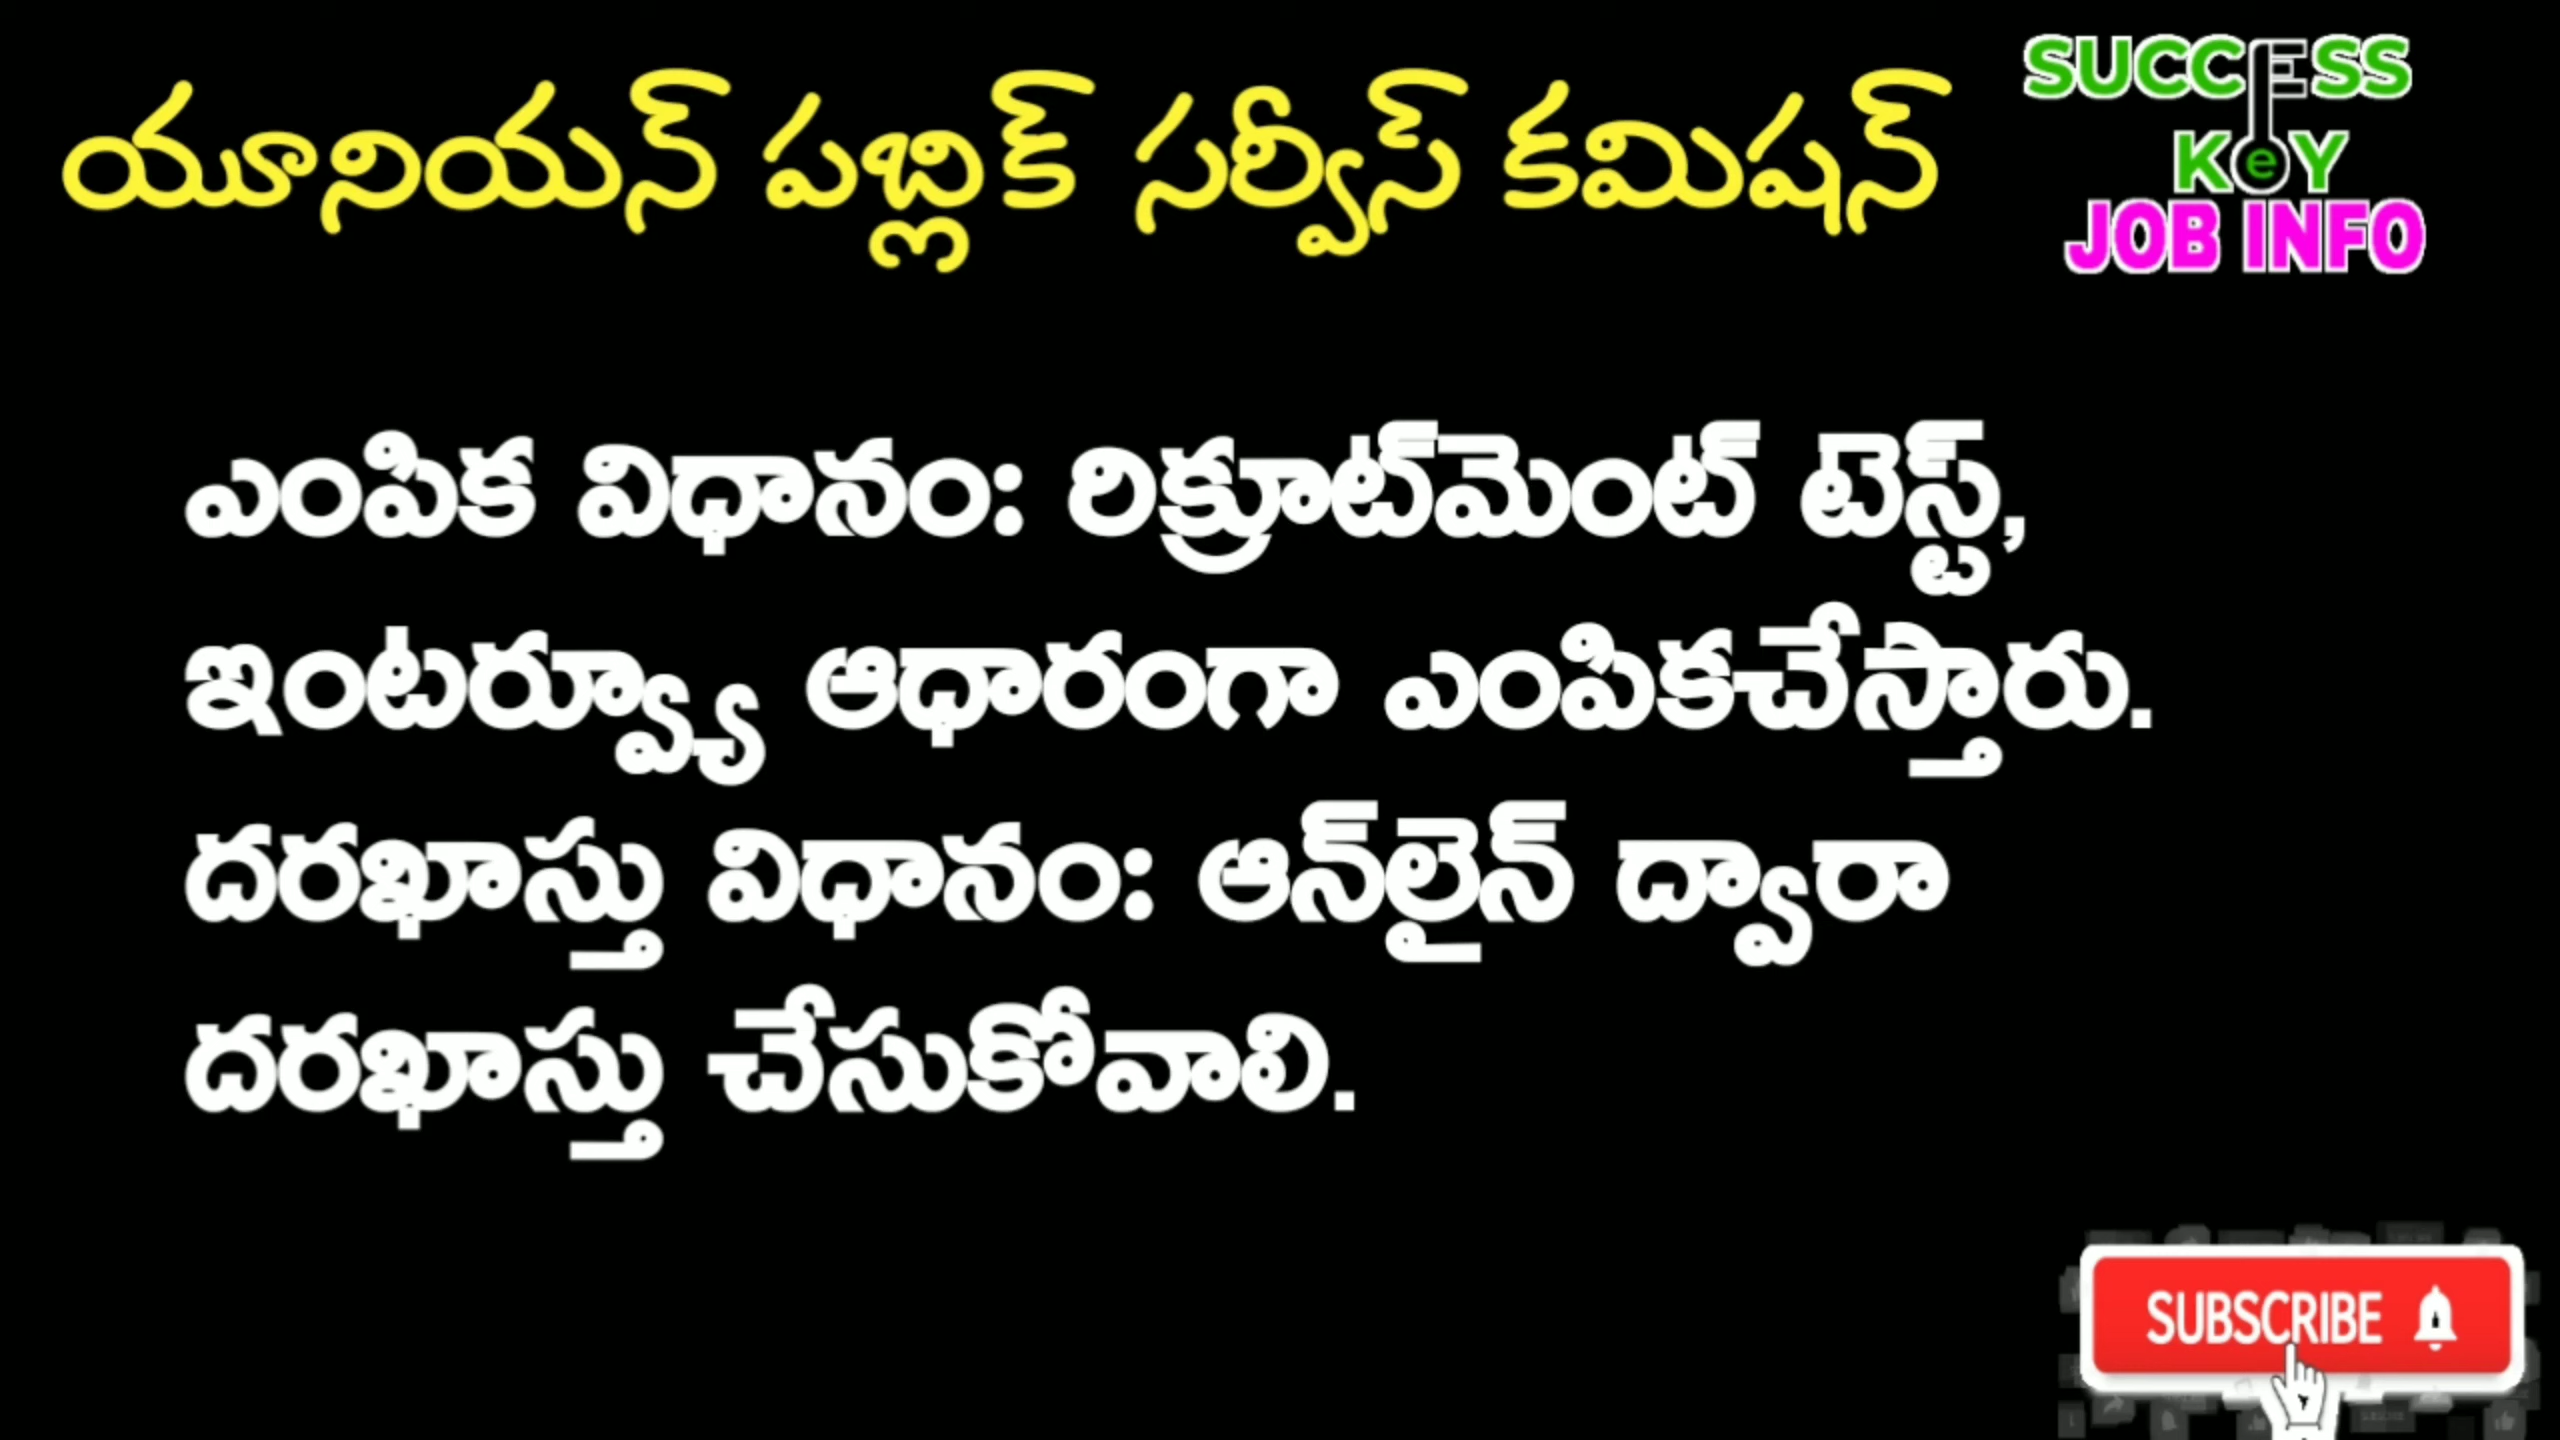 యూనియన్ పబ్లిక్ సర్వీస్ కమిషన్
SUCCESS
KeY
JOB INFO
ఎంపిక విధానం: రిక్రూట్‌మెంట్ టెస్ట్,
ఇంటర్వ్యూ ఆధారంగా ఎంపికచేస్తారు.
దరఖాస్తు విధానం: ఆన్‌లైన్ ద్వారా
దరఖాస్తు చేసుకోవాలి.
SUBSCRIBE